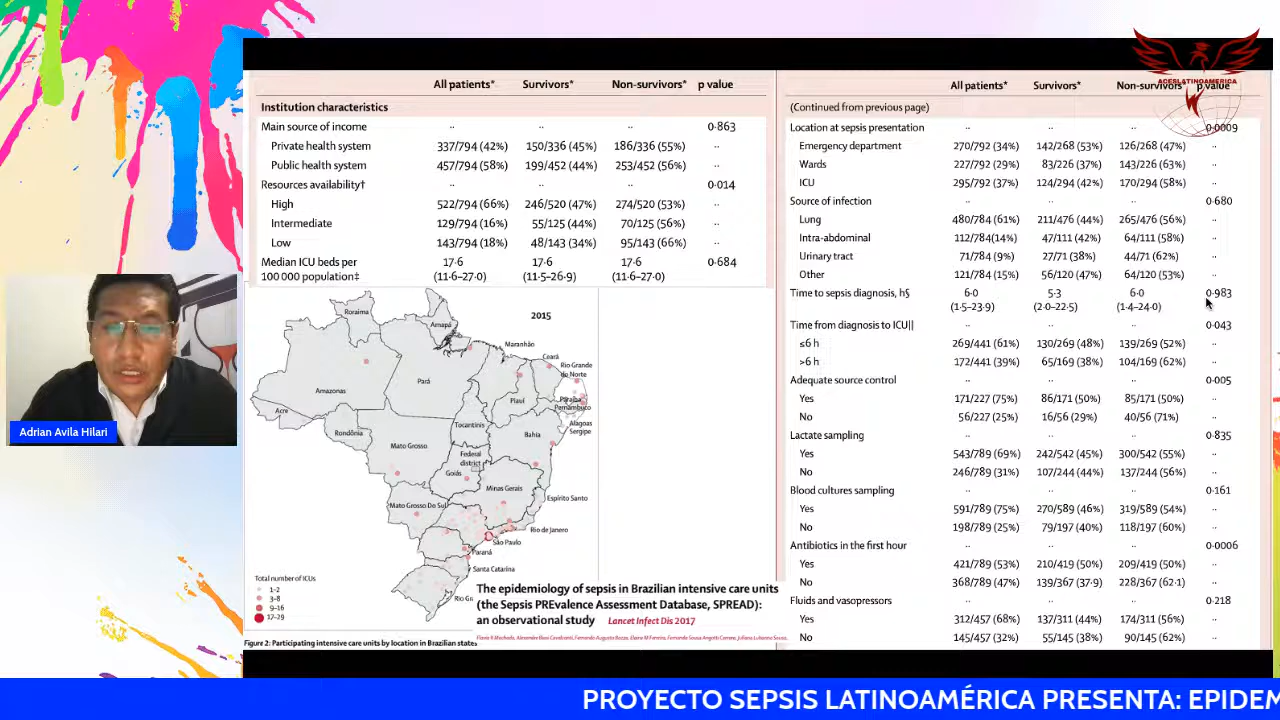 ACESLATINOAMERICA
All patients* Survivors* Non-survivors* p value
Institution characteristics
Main source of income ·· ·· ·· 0·863
Private health system 337/794 (42%) 150/336 (45%) 186/336 (55%) ··
Public health system 457/794 (58%) 199/452 (44%) 253/452 (56%) ··
Resources availability† ·· ·· ·· 0·014
High 522/794 (66%) 246/520 (47%) 274/520 (53%) ··
Intermediate 129/794 (16%) 55/125 (44%) 70/125 (56%) ··
Low 143/794 (18%) 48/143 (34%) 95/143 (66%) ··
Median ICU beds per 17·6 17·6 17·6 0·684
100 000 population‡ (11·6–27·0) (11·5–26·9) (11·6–27·0)
2015
Roraima
Amapá
Maranhão
Ceará
Rio Grande
do Norte
Amazonas
Pará
Piauí
Paraíba
Pernambuco
Acre
Alagoas
Sergipe
Rondônia
Tocantins
Bahia
Mato Grosso
Federal
district
Goiás
Minas Gerais
Espírito Santo
Mato Grosso Do Sul
Rio de Janeiro
São Paulo
Paraná
Santa Catarina
Rio Gr
Total number of ICUs
1–2
3–8
9–16
17–29
Figure 2: Participating intensive care units by location in Brazilian states
The epidemiology of sepsis in Brazilian intensive care units
(the Sepsis PREvalence Assessment Database, SPREAD):
an observational study Lancet Infect Dis 2017
Flavia R Machado, Alexandre Biasi Cavalcanti, Fernando Augusto Bozza, Elaine M Ferreira, Fernanda Sousa Angotti Carrara, Juliana Lubarino Sousa,
All patients* Survivors* Non-survivors* p value
(Continued from previous page)
Location at sepsis presentation ·· ·· ·· 0·0009
Emergency department 270/792 (34%) 142/268 (53%) 126/268 (47%) ··
Wards 227/792 (29%) 83/226 (37%) 143/226 (63%) ··
ICU 295/792 (37%) 124/294 (42%) 170/294 (58%) ··
Source of infection ·· ·· ·· 0·680
Lung 480/784 (61%) 211/476 (44%) 265/476 (56%) ··
Intra-abdominal 112/784(14%) 47/111 (42%) 64/111 (58%) ··
Urinary tract 71/784 (9%) 27/71 (38%) 44/71 (62%) ··
Other 121/784 (15%) 56/120 (47%) 64/120 (53%) ··
Time to sepsis diagnosis, h§ 6·0 5·3 6·0 0·983
(1·5–23·9) (2·0–22·5) (1·4–24·0)
Time from diagnosis to ICU|| ·· ·· ·· 0·043
≤6 h 269/441 (61%) 130/269 (48%) 139/269 (52%) ··
>6 h 172/441 (39%) 65/169 (38%) 104/169 (62%) ··
Adequate source control ·· ·· ·· 0·005
Yes 171/227 (75%) 86/171 (50%) 85/171 (50%) ··
No 56/227 (25%) 16/56 (29%) 40/56 (71%) ··
Lactate sampling ·· ·· ·· 0·835
Yes 543/789 (69%) 242/542 (45%) 300/542 (55%) ··
No 246/789 (31%) 107/244 (44%) 137/244 (56%) ··
Blood cultures sampling ·· ·· ·· 0·161
Yes 591/789 (75%) 270/589 (46%) 319/589 (54%) ··
No 198/789 (25%) 79/197 (40%) 118/197 (60%) ··
Antibiotics in the first hour ·· ·· ·· 0·0006
Yes 421/789 (53%) 210/419 (50%) 209/419 (50%) ··
No 368/789 (47%) 139/367 (37·9) 228/367 (62·1) ··
Fluids and vasopressors ·· ·· ·· 0·218
Yes 312/457 (68%) 137/311 (44%) 174/311 (56%) ··
No 145/457 (32%) 55/145 (38%) 90/145 (62%) ··
Adrian Avila Hilari
PROYECTO SEPSIS LATINOAMÉRICA PRESENTA: EPIDEM